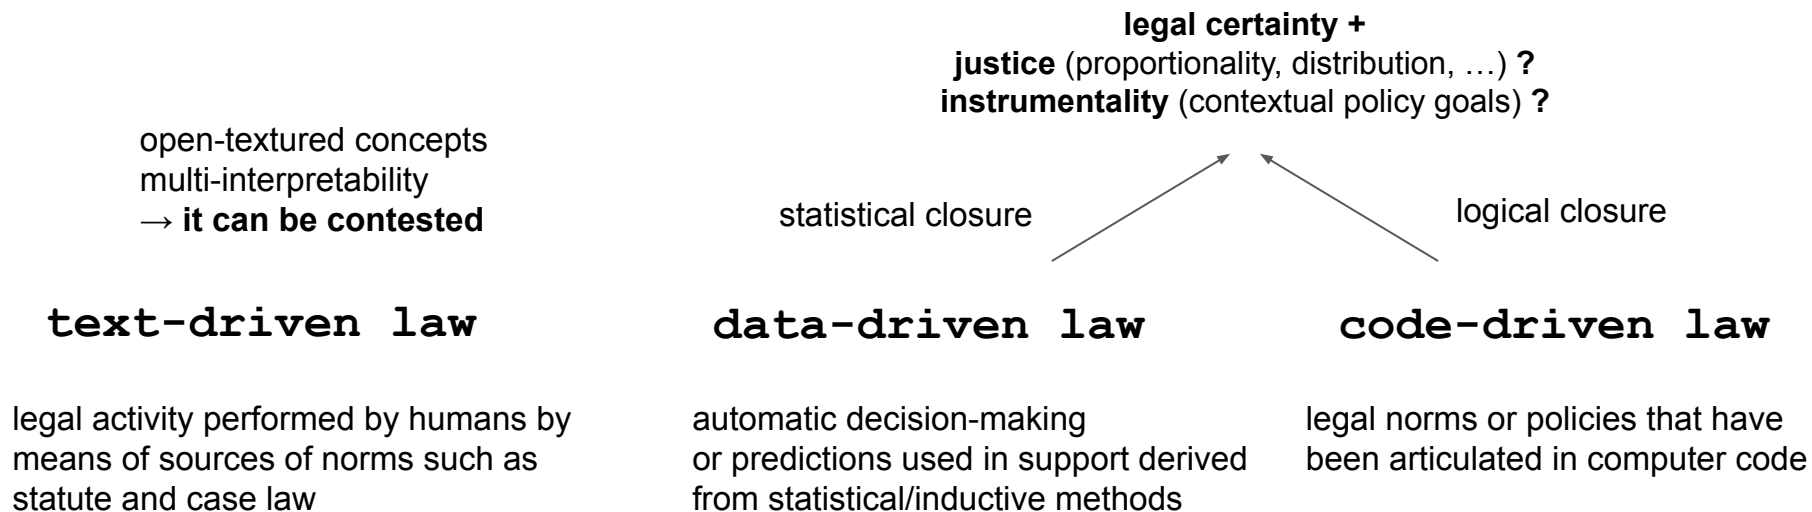 legal certainty +
justice (proportionality, distribution, …) ?
instrumentality (contextual policy goals) ?
open-textured concepts
multi-interpretability
→ it can be contested
statistical closure
logical closure
text-driven law
data-driven law
code-driven law
legal activity performed by humans by
means of sources of norms such as
statute and case law
automatic decision-making
or predictions used in support derived
from statistical/inductive methods
legal norms or policies that have
been articulated in computer code